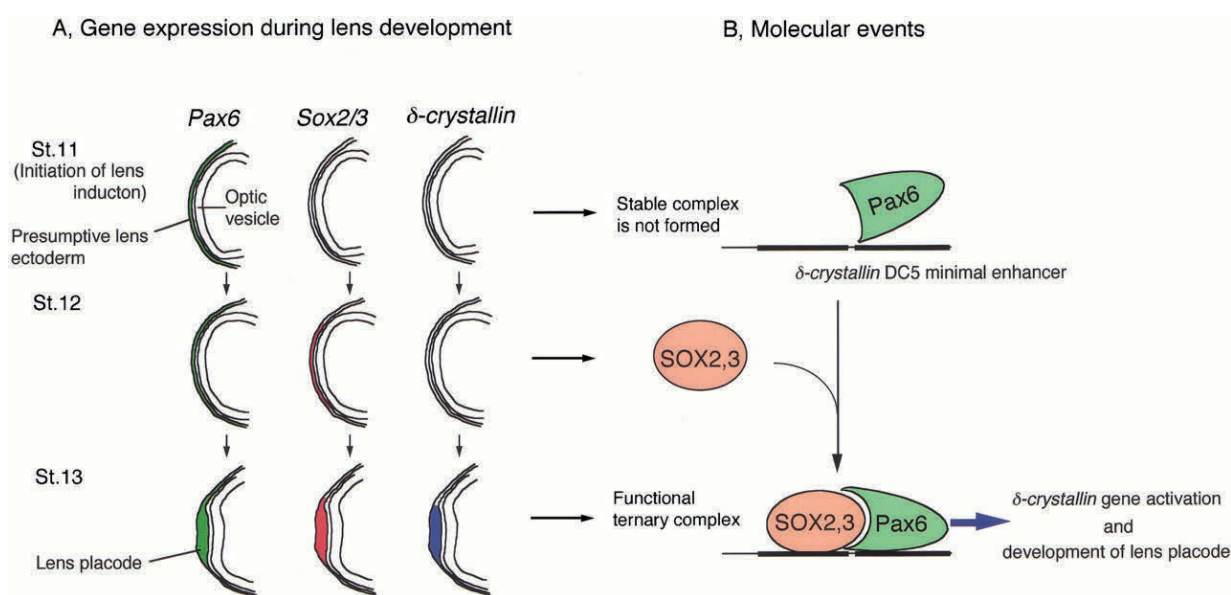 A, Gene expression during lens development
B, Molecular events
Pax6
Sox2/3
δ-crystallin
St.11
(Initiation of lens
inducton)
Optic
vesicle
Presumptive lens
ectoderm
Stable complex
is not formed
Pax6
δ-crystallin DC5 minimal enhancer
St.12
SOX2,3
St.13
Lens placode
Functional
ternary complex
SOX2,3
Pax6
δ-crystallin gene activation
and
development of lens placode